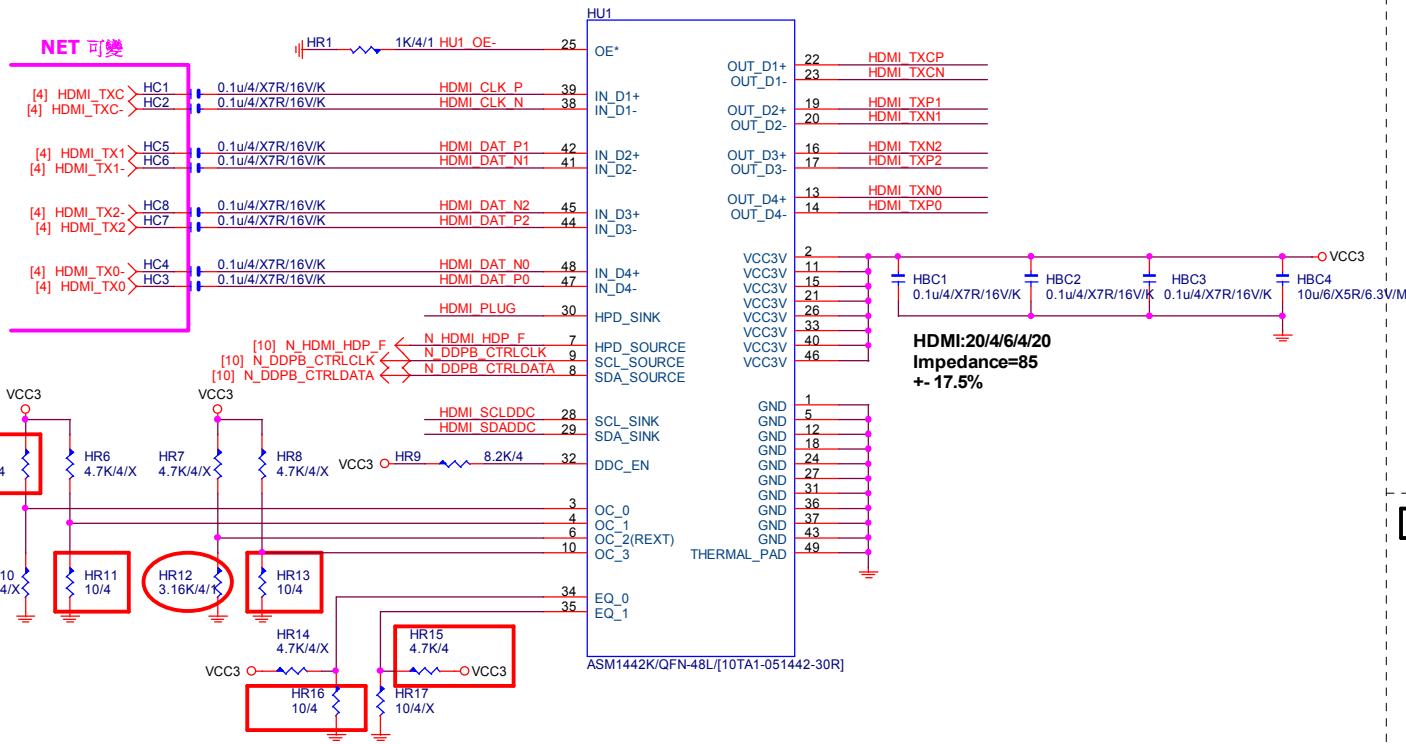 HU1
NET 可變
HR1 1K/4/1 HU1_OE- 25 OE*
[4] HDMI_TXC HC1 0.1u/4/X7R/16V/K HDMI_CLK_P 39 IN_D1+
[4] HDMI_TXC- HC2 0.1u/4/X7R/16V/K HDMI_CLK_N 38 IN_D1-
[4] HDMI_TX1 HC5 0.1u/4/X7R/16V/K HDMI_DAT_P1 42 IN_D2+
[4] HDMI_TX1- HC6 0.1u/4/X7R/16V/K HDMI_DAT_N1 41 IN_D2-
[4] HDMI_TX2- HC8 0.1u/4/X7R/16V/K HDMI_DAT_N2 45 IN_D3+
[4] HDMI_TX2 HC7 0.1u/4/X7R/16V/K HDMI_DAT_P2 44 IN_D3-
[4] HDMI_TX0- HC4 0.1u/4/X7R/16V/K HDMI_DAT_N0 48 IN_D4+
[4] HDMI_TX0 HC3 0.1u/4/X7R/16V/K HDMI_DAT_P0 47 IN_D4-
HDMI_PLUG 30 HPD_SINK
[10] N_HDMI_HDP_F N_HDMI_HDP_F 7 HPD_SOURCE
[10] N_DDPB_CTRLCLK N_DDPB_CTRLCLK 9 SCL_SOURCE
[10] N_DDPB_CTRLDATA N_DDPB_CTRLDATA 8 SDA_SOURCE
HDMI_SCLDDC 28 SCL_SINK
HDMI_SDADDC 29 SDA_SINK
VCC3 HR9 8.2K/4 32 DDC_EN
3 OC_0
4 OC_1
6 OC_2(REXT)
10 OC_3
34 EQ_0
35 EQ_1
OUT_D1+ 22 HDMI_TXCP
OUT_D1- 23 HDMI_TXCN
OUT_D2+ 19 HDMI_TXP1
OUT_D2- 20 HDMI_TXN1
OUT_D3+ 16 HDMI_TXN2
OUT_D3- 17 HDMI_TXP2
OUT_D4+ 13 HDMI_TXN0
OUT_D4- 14 HDMI_TXP0
VCC3V 2
VCC3V 11
VCC3V 15
VCC3V 21
VCC3V 26
VCC3V 33
VCC3V 40
VCC3V 46
VCC3
HBC1
0.1u/4/X7R/16V/K
HBC2
0.1u/4/X7R/16V/K
HBC3
0.1u/4/X7R/16V/K
HBC4
10u/6/X5R/6.3V/M
HDMI:20/4/6/4/20
Impedance=85
+- 17.5%
GND 1
GND 5
GND 12
GND 18
GND 24
GND 27
GND 31
GND 36
GND 37
GND 43
THERMAL_PAD 49
VCC3
VCC3
4
HR6
4.7K/4/X
HR7
4.7K/4/X
HR8
4.7K/4/X
10
4/X
HR11
10/4
HR12
3.16K/4/1
HR13
10/4
HR14
4.7K/4/X
VCC3
HR15
4.7K/4
VCC3
HR16
10/4
HR17
10/4/X
ASM1442K/QFN-48L/[10TA1-051442-30R]